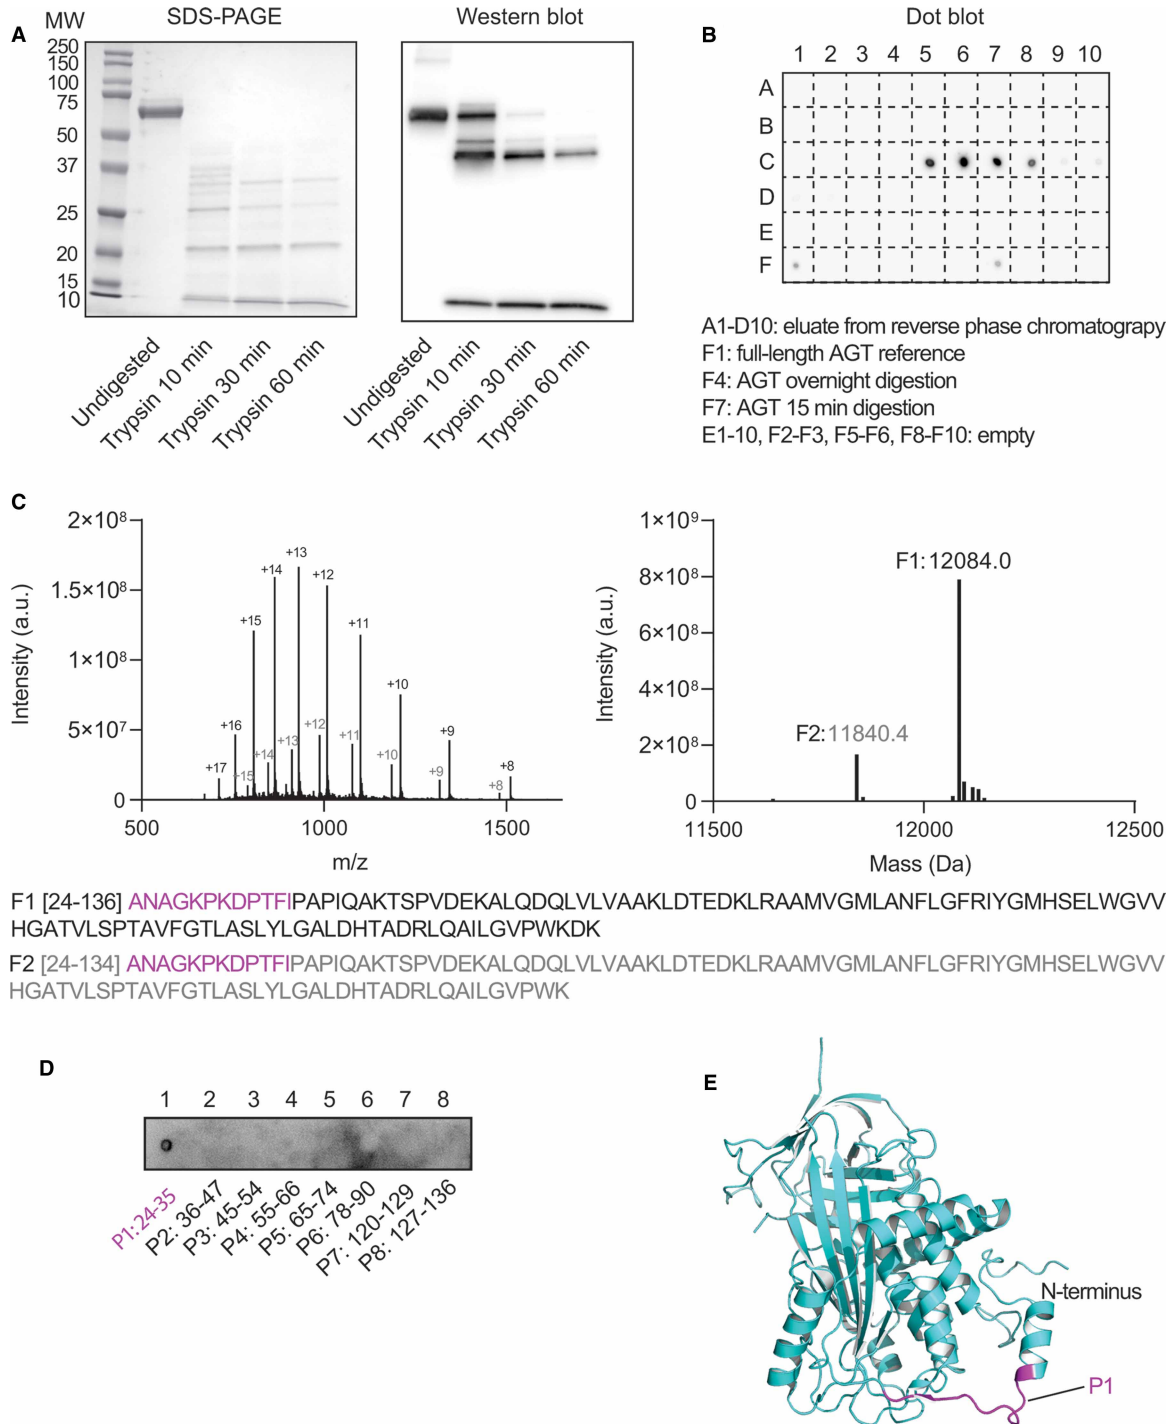 A
MW
SDS-PAGE
Western blot
250
150
100
75
50
37
25
20
15
10
Undigested
Trypsin 10 min
Trypsin 30 min
Trypsin 60 min
Undigested
Trypsin 10 min
Trypsin 30 min
Trypsin 60 min
B
Dot blot
1 2 3 4 5 6 7 8 9 10
A
B
C
D
E
F
A1-D10: eluate from reverse phase chromatograpy
F1: full-length AGT reference
F4: AGT overnight digestion
F7: AGT 15 min digestion
E1-10, F2-F3, F5-F6, F8-F10: empty
C
2×10⁸
1.5×10⁸
1×10⁸
5×10⁷
0
Intensity (a.u.)
+17
+16
+15
+14
+13
+12
+11
+10
+9
+8
+15
+14
+13
+12
+11
+10
+9
+8
500 1000 1500
m/z
1×10⁹
8×10⁸
6×10⁸
4×10⁸
2×10⁸
0
Intensity (a.u.)
F1:12084.0
F2:11840.4
11500 12000 12500
Mass (Da)
F1 [24-136] ANAGKPKDPTFIPAPIQAKTSPVDEKALQDQLVLVAAKLDTEDKLRAAMVGMLANFLGFRIYGMHSELWGVV
HGATVLSPTAVFGTLASLYLGALDHTADRLQAILGVPWKDK
F2 [24-134] ANAGKPKDPTFIPAPIQAKTSPVDEKALQDQLVLVAAKLDTEDKLRAAMVGMLANFLGFRIYGMHSELWGVV
HGATVLSPTAVFGTLASLYLGALDHTADRLQAILGVPWK
D
1 2 3 4 5 6 7 8
P1: 24-35
P2: 36-47
P3: 45-54
P4: 55-66
P5: 65-74
P6: 78-90
P7: 120-129
P8: 127-136
E
N-terminus
P1